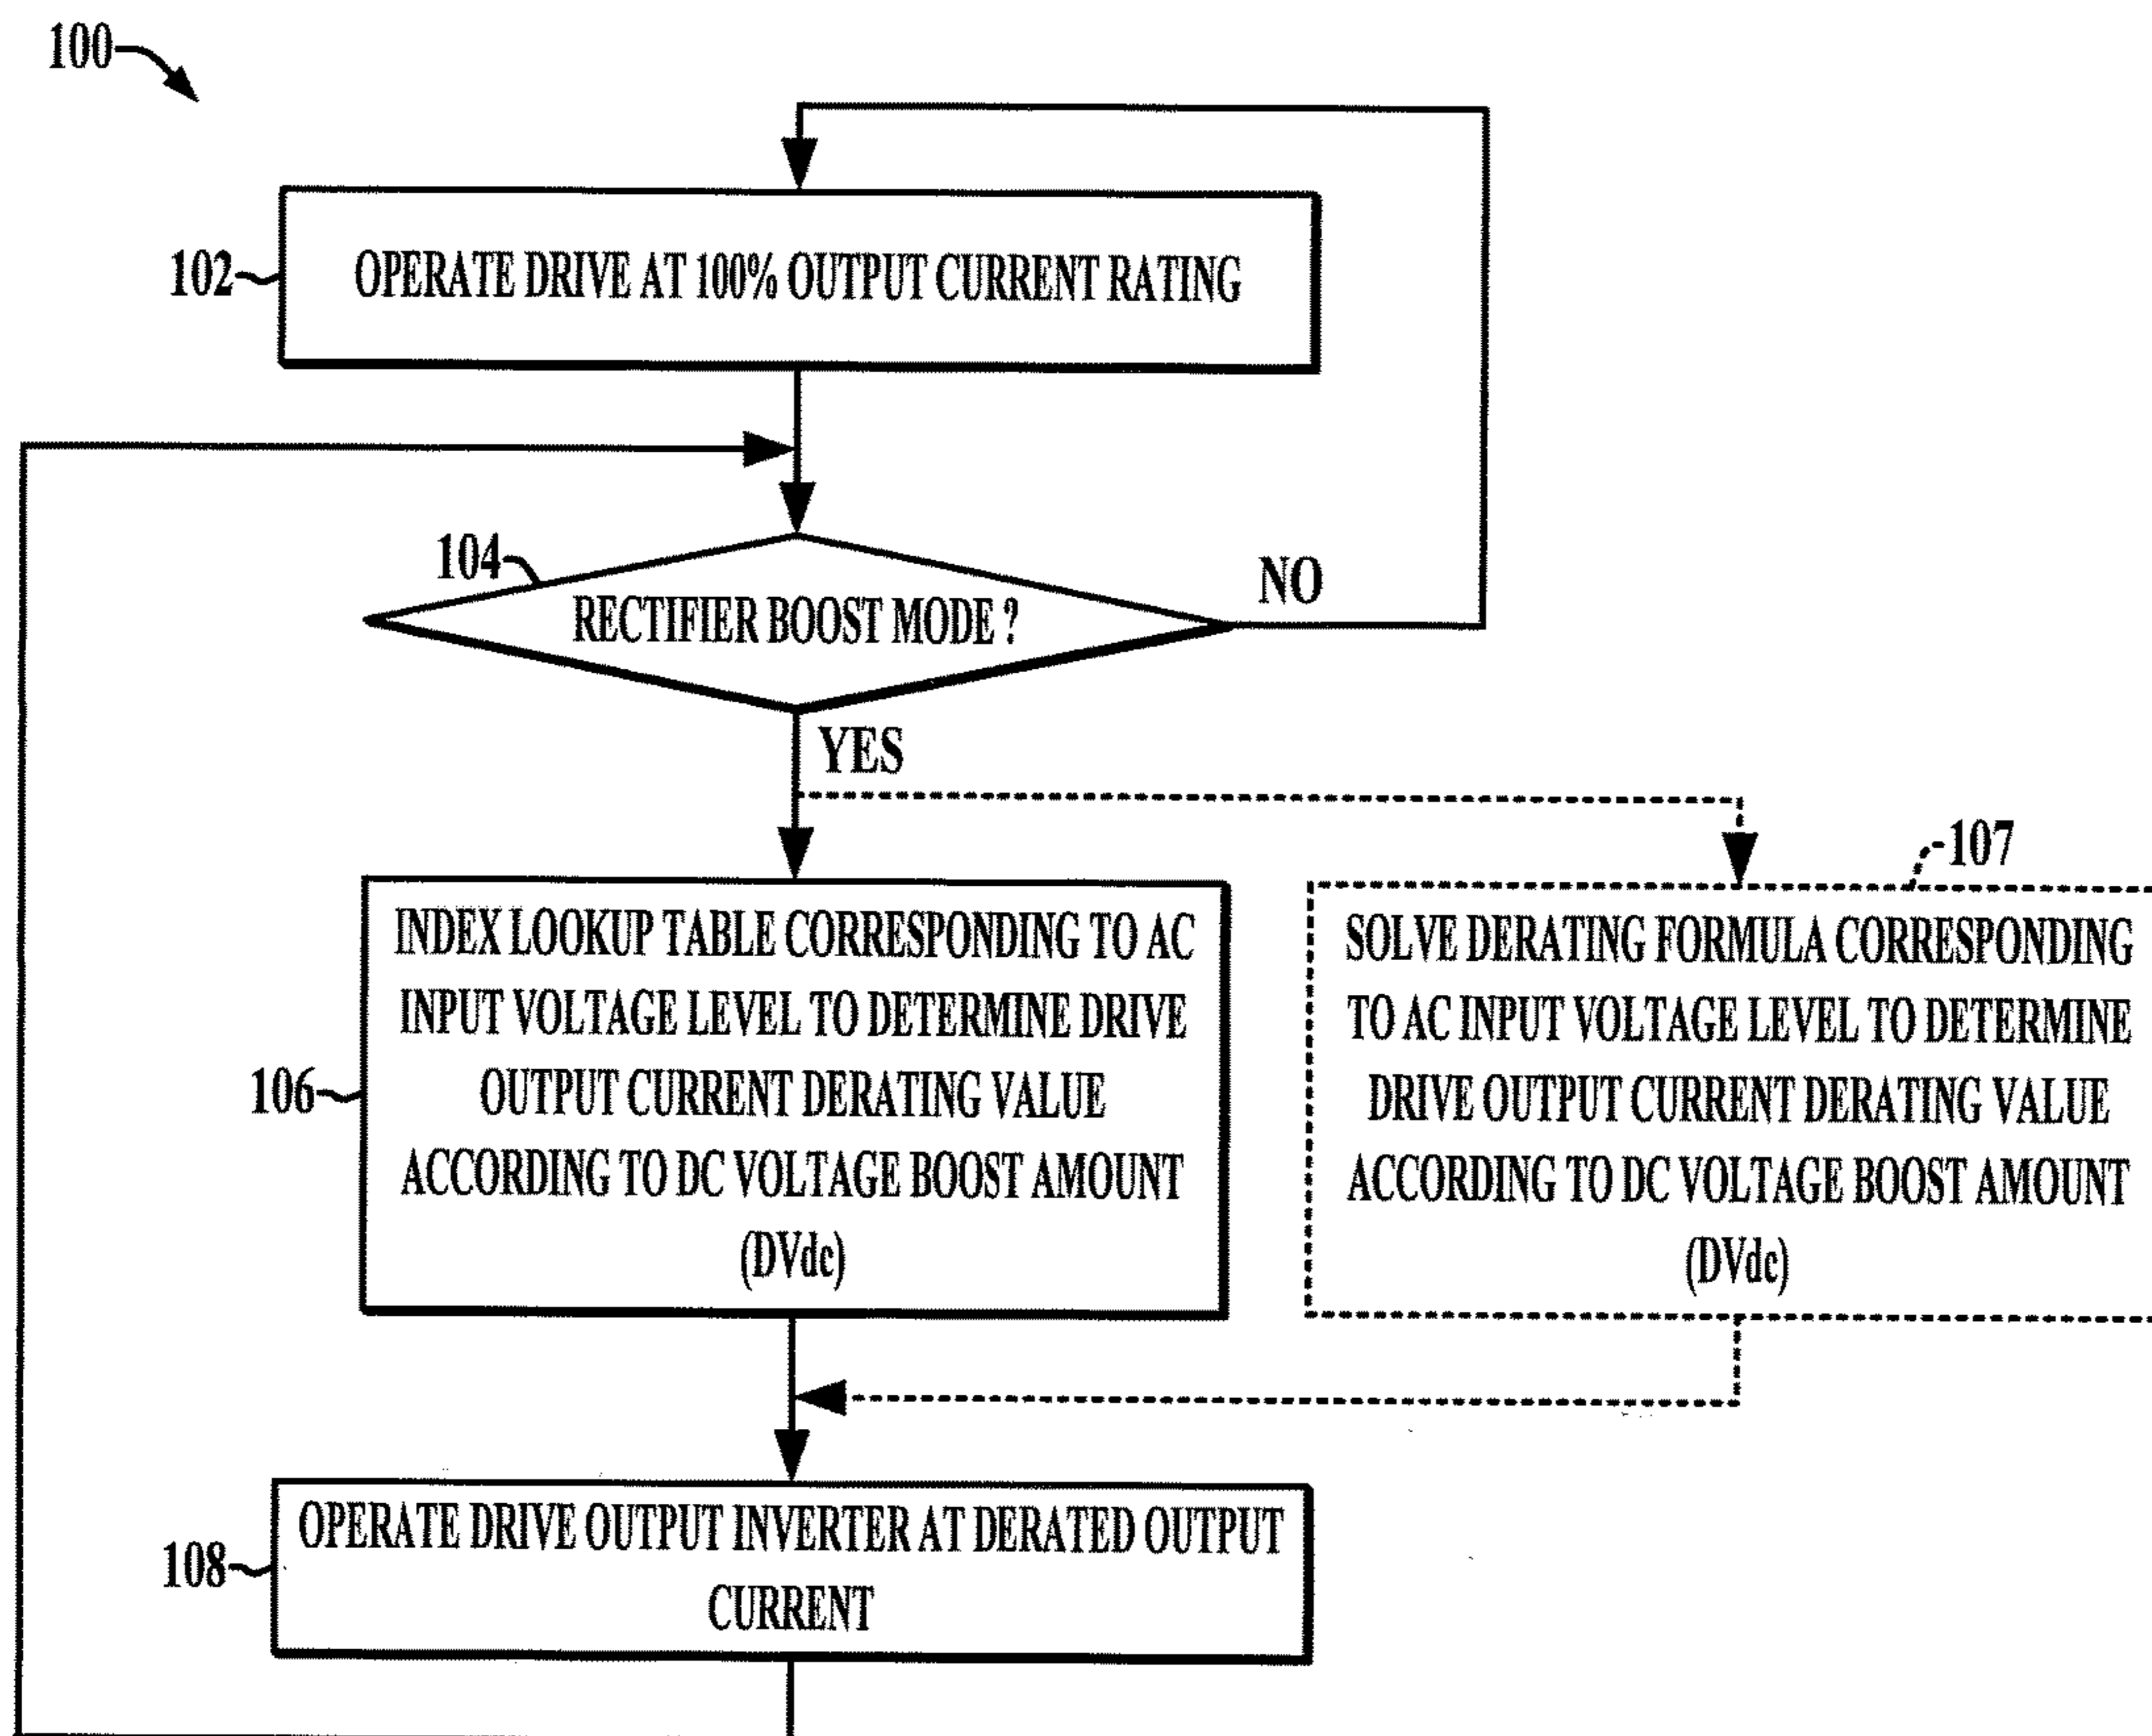 100
102
OPERATE DRIVE AT 100% OUTPUT CURRENT RATING
104
RECTIFIER BOOST MODE ?
NO
YES
106
INDEX LOOKUP TABLE CORRESPONDING TO AC
INPUT VOLTAGE LEVEL TO DETERMINE DRIVE
OUTPUT CURRENT DERATING VALUE
ACCORDING TO DC VOLTAGE BOOST AMOUNT
(DVdc)
107
SOLVE DERATING FORMULA CORRESPONDING
TO AC INPUT VOLTAGE LEVEL TO DETERMINE
DRIVE OUTPUT CURRENT DERATING VALUE
ACCORDING TO DC VOLTAGE BOOST AMOUNT
(DVdc)
108
OPERATE DRIVE OUTPUT INVERTER AT DERATED OUTPUT
CURRENT